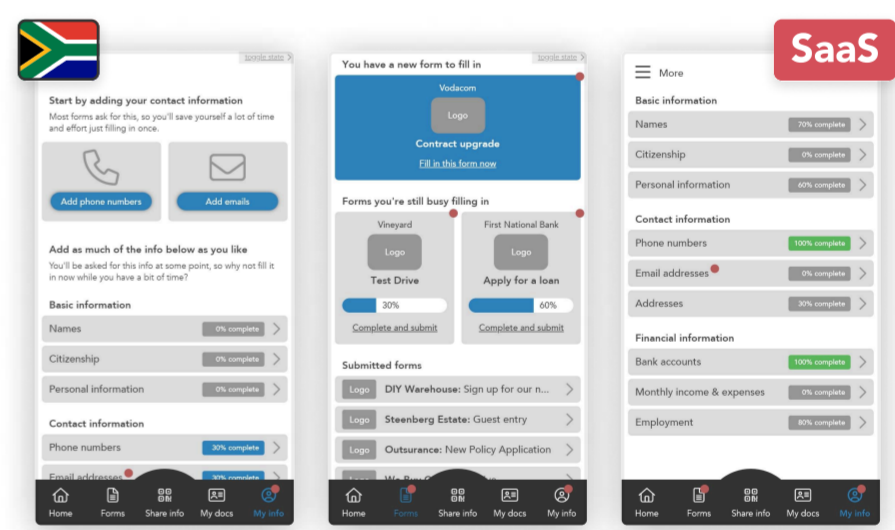 SaaS
toggle state
Start by adding your contact information
Most forms ask for this, so you'll save yourself a lot of time
and effort just filling in once.
Add phone numbers
Add emails
Add as much of the info below as you like
You'll be asked for this info at some point, so why not fill it
in now while you have a bit of time?
Basic information
Names 0% complete
Citizenship 0% complete
Personal information 0% complete
Contact information
Phone numbers 30% complete
Email addresses 30% complete
Home Forms Share info My docs My info
toggle state
You have a new form to fill in
Vodacom
Logo
Contract upgrade
Fill in this form now
Forms you're still busy filling in
Vineyard
Logo
Test Drive
30%
Complete and submit
First National Bank
Logo
Apply for a loan
60%
Complete and submit
Submitted forms
Logo DIY Warehouse: Sign up for our n...
Logo Steenberg Estate: Guest entry
Logo Outsurance: New Policy Application
Logo We Buy
Home Forms Share info My docs My info
More
Basic information
Names 70% complete
Citizenship 0% complete
Personal information 60% complete
Contact information
Phone numbers 100% complete
Email addresses 0% complete
Addresses 30% complete
Financial information
Bank accounts 100% complete
Monthly income & expenses 0% complete
Employment 80% complete
Home Forms Share info My docs My info